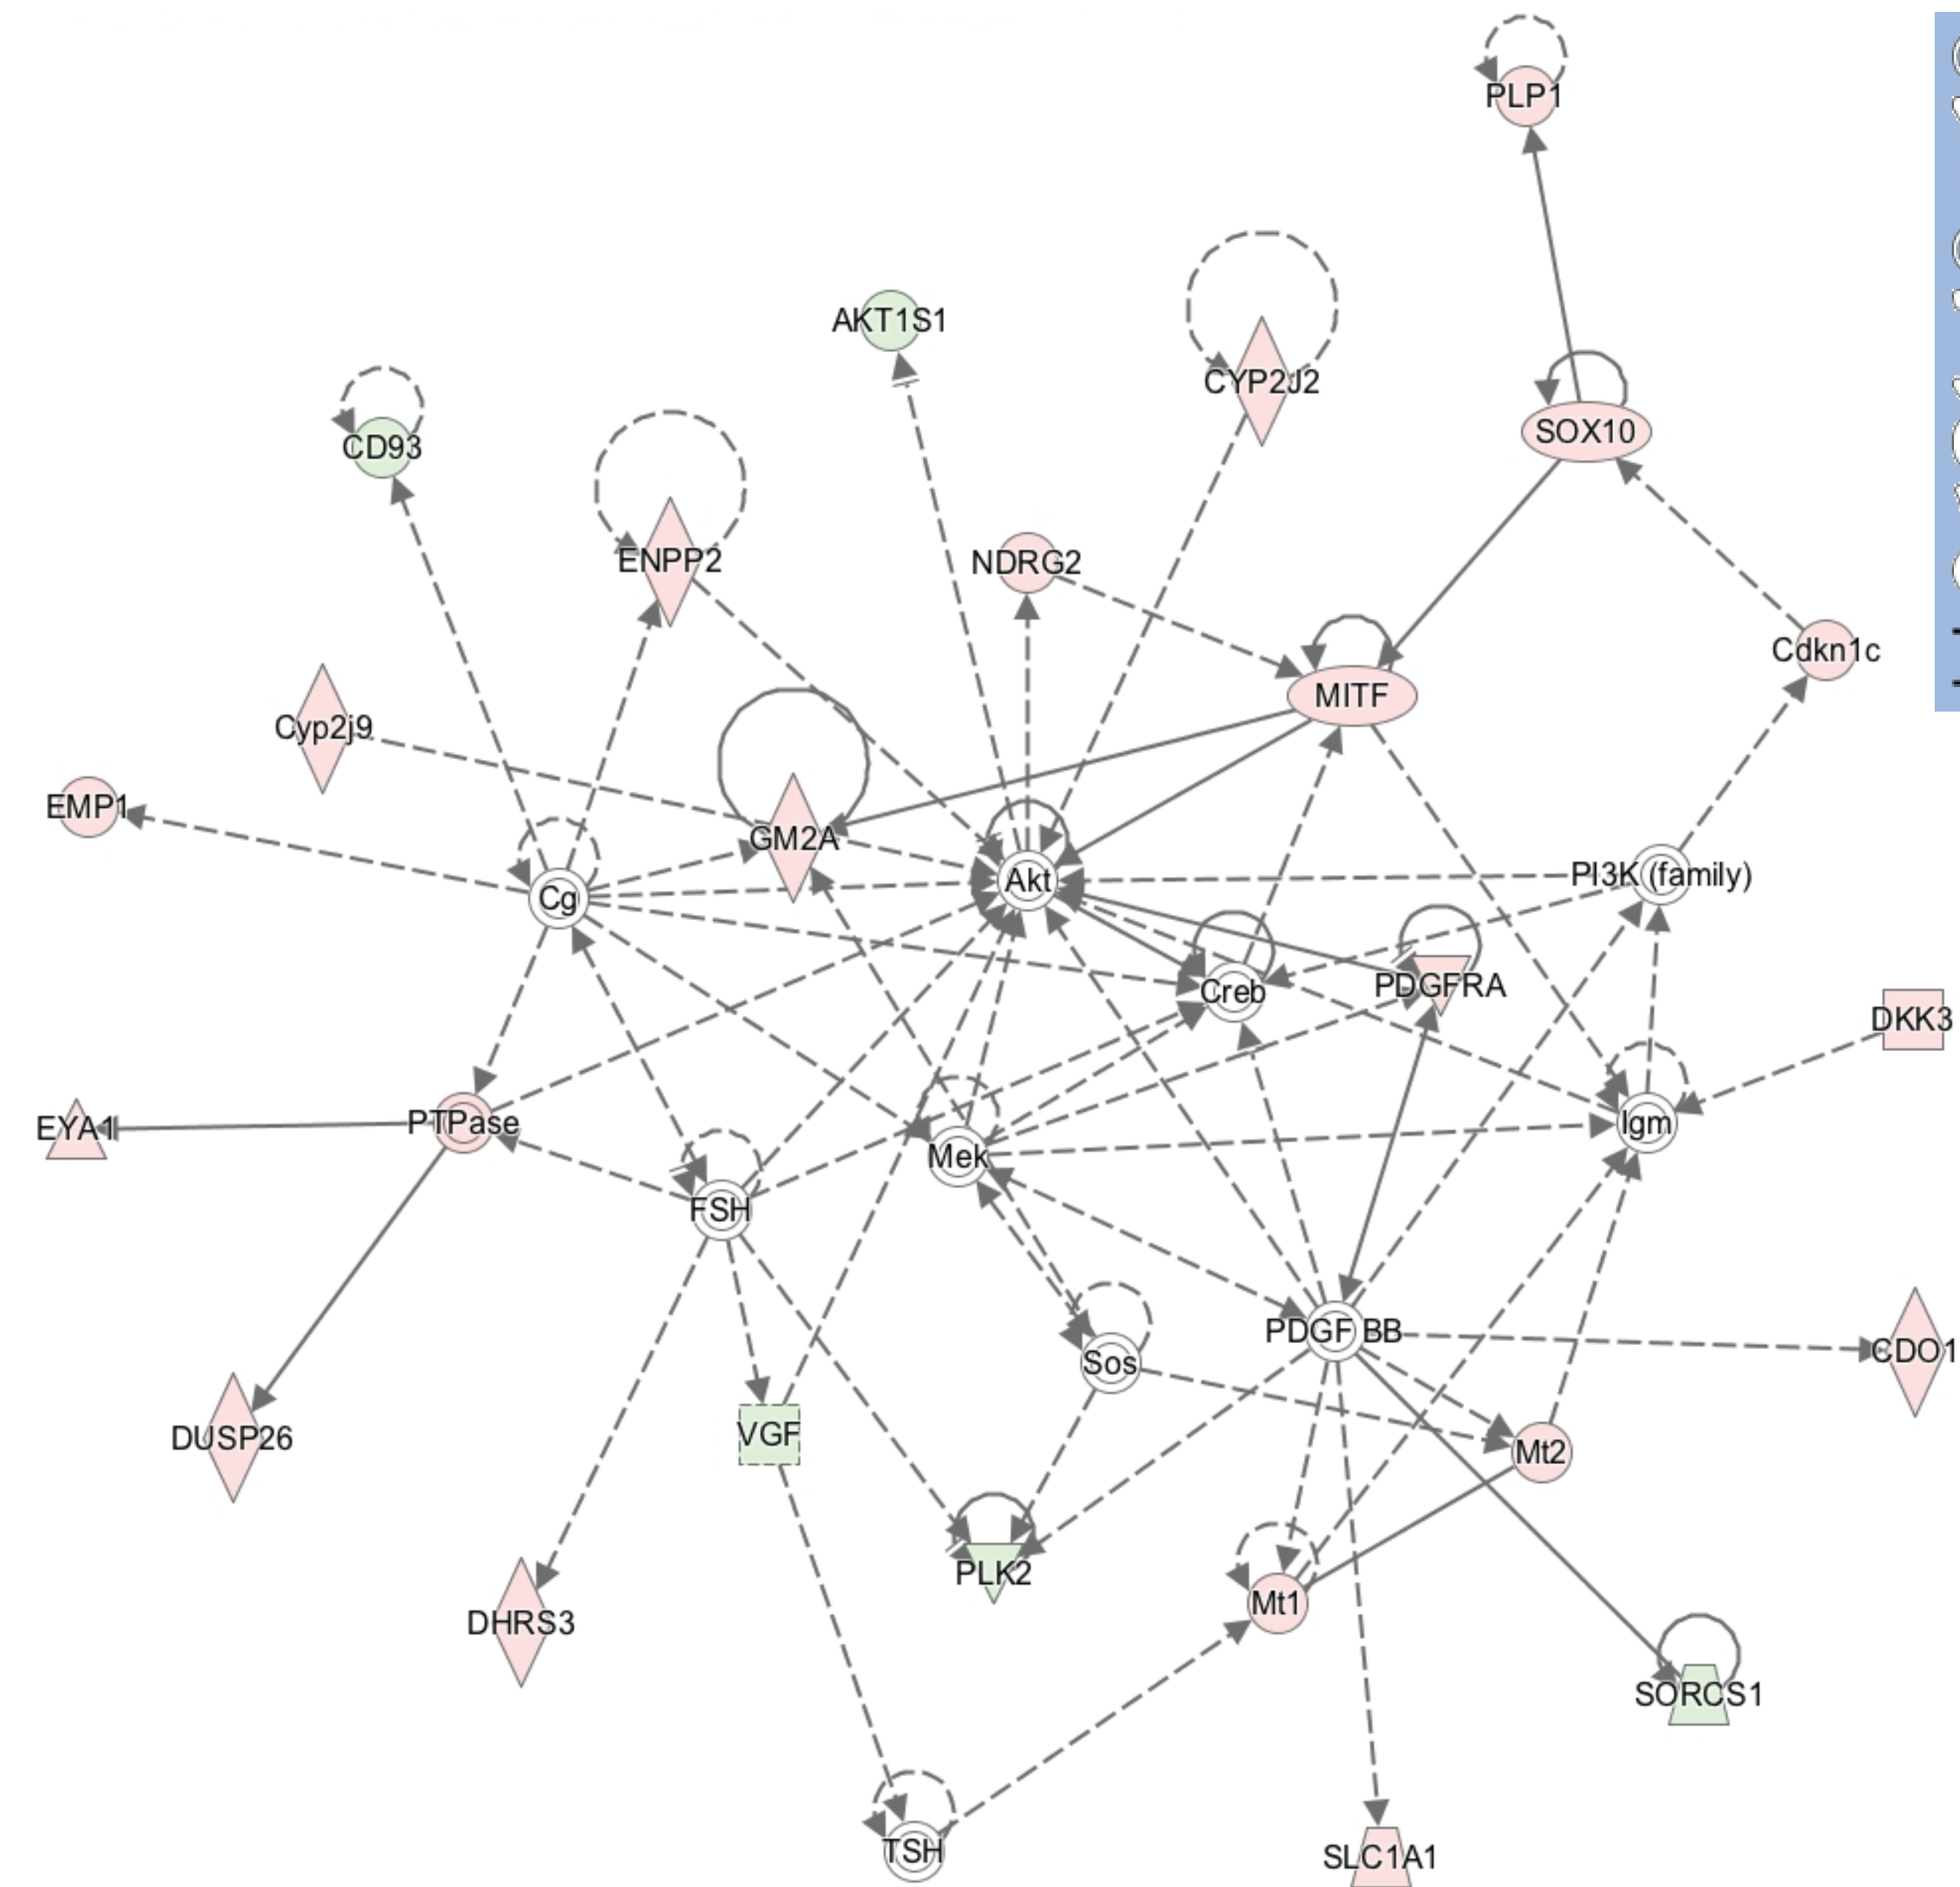 PLP1
AKT1S1
CYP2J2
SOX10
CD93
ENPP2
NDRG2
Cdkn1c
MITF
Cyp2j9
EMP1
GM2A
Akt
PI3K (family)
Cg
Creb
PDGFRA
DKK3
EYA1
PTPase
Igm
Mek
FSH
PDGF BB
Sos
CDO1
DUSP26
VGF
Mt2
PLK2
Mt1
DHRS3
SORCS1
TSH
SLC1A1